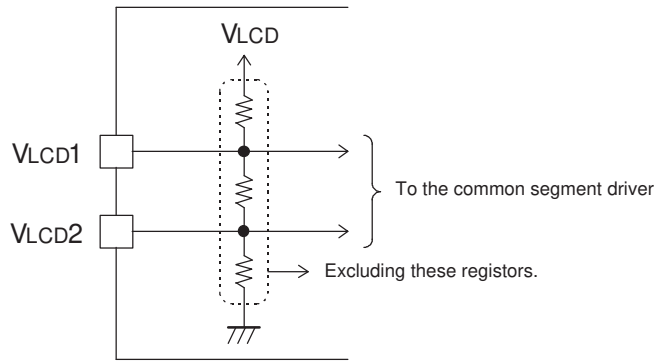 VLCD
VLCD1
To the common segment driver
VLCD2
Excluding these registors.